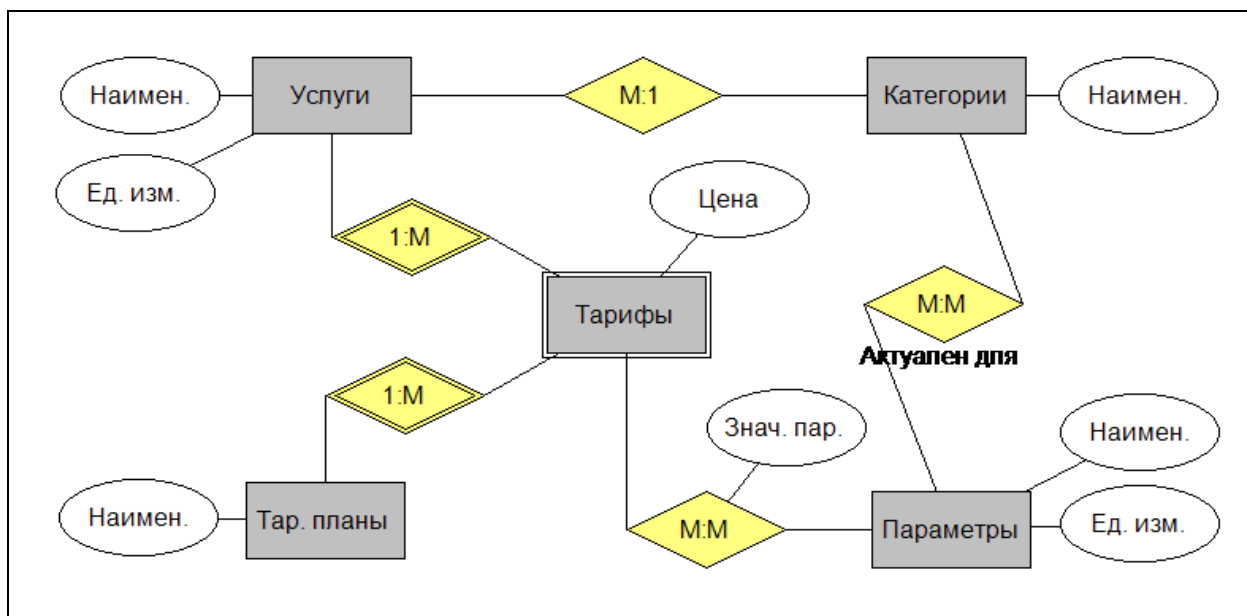 Наимен.
Услуги
М:1
Категории
Наимен.
Ед. изм.
Цена
1:М
Тарифы
М:М
Актуален для
1:М
Знач. пар.
Наимен.
Наимен.
Тар. планы
М:М
Параметры
Ед. изм.